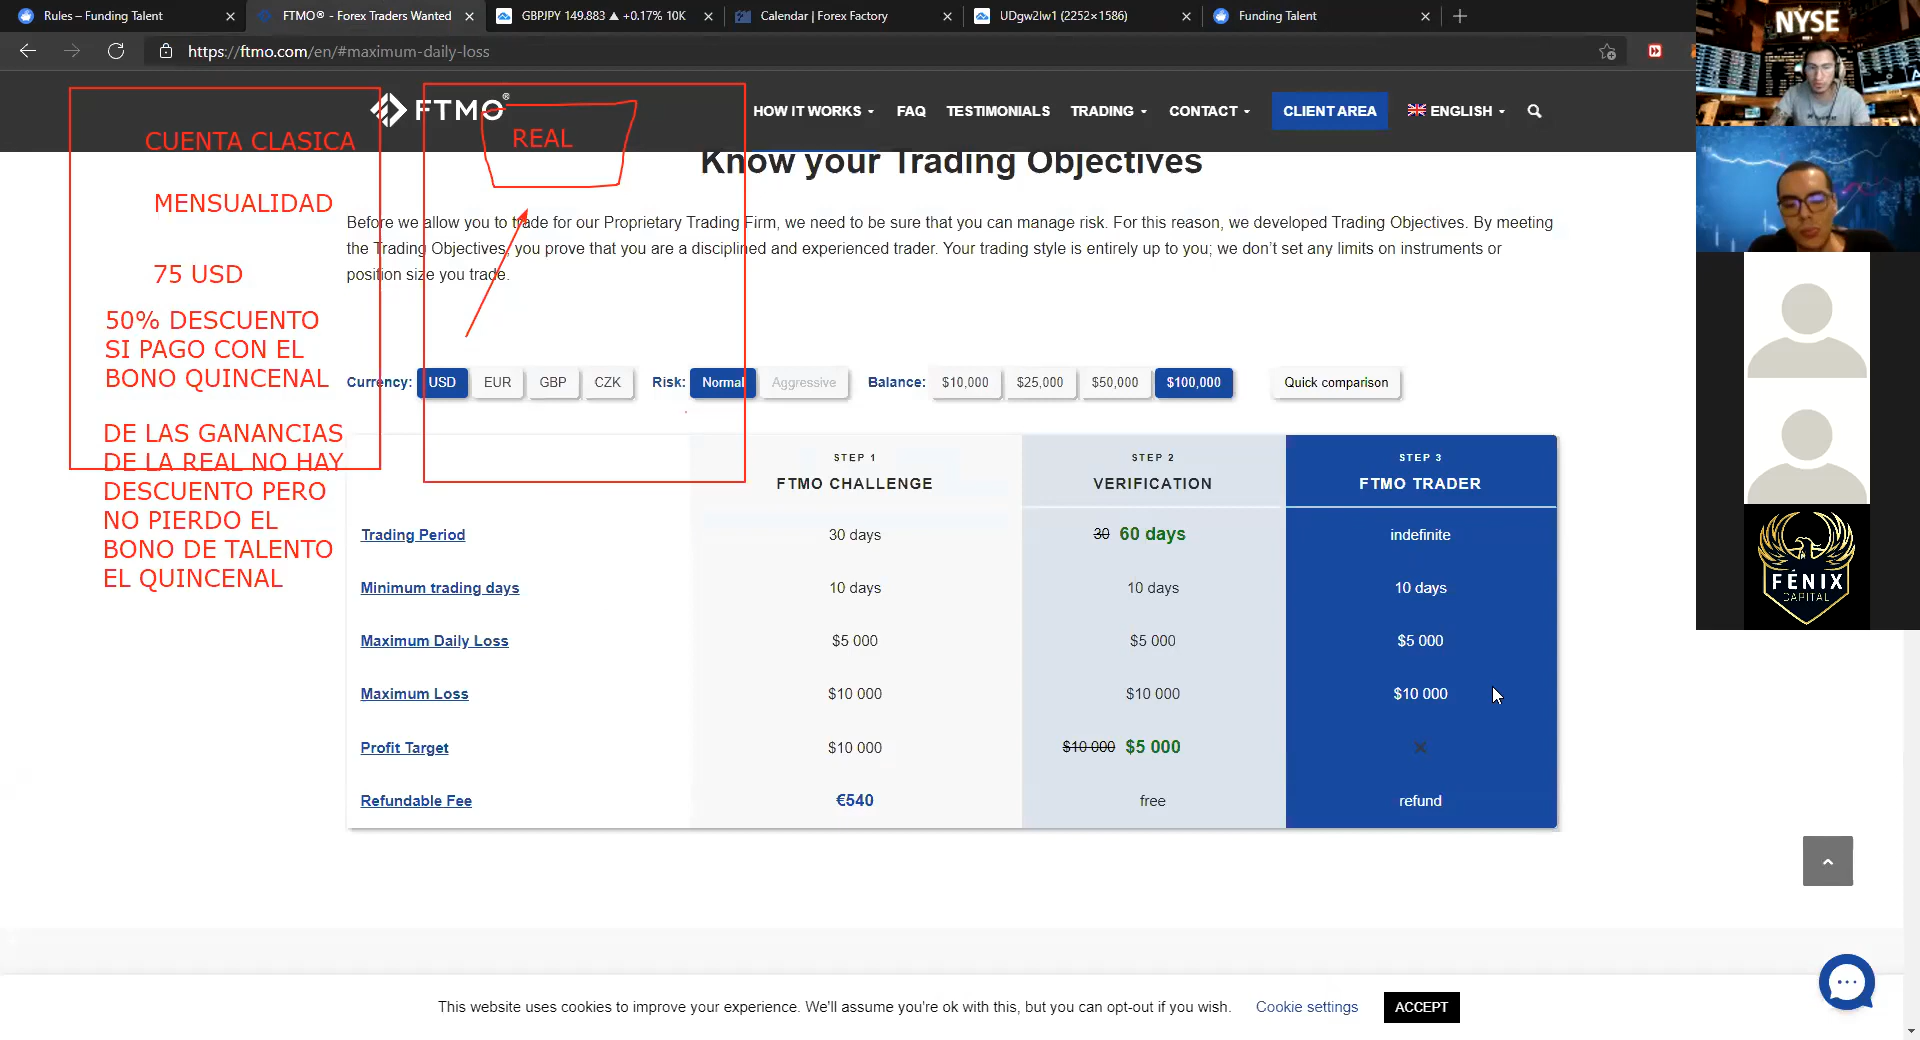 Rules – Funding Talent
FTMO® - Forex Traders Wanted
GBPJPY 149.883 ▲ +0.17% 10K
Calendar | Forex Factory
UDgw2lw1 (2252×1586)
Funding Talent
https://ftmo.com/en/#maximum-daily-loss
NYSE
FTMO®
HOW IT WORKS
FAQ
TESTIMONIALS
TRADING
CONTACT
CLIENT AREA
ENGLISH
CUENTA CLASICA
REAL
MENSUALIDAD
75 USD
50% DESCUENTO
SI PAGO CON EL
BONO QUINCENAL
DE LAS GANANCIAS
DE LA REAL NO HAY
DESCUENTO PERO
NO PIERDO EL
BONO DE TALENTO
EL QUINCENAL
Know your Trading Objectives
Before we allow you to trade for our Proprietary Trading Firm, we need to be sure that you can manage risk. For this reason, we developed Trading Objectives. By meeting
the Trading Objectives, you prove that you are a disciplined and experienced trader. Your trading style is entirely up to you; we don't set any limits on instruments or
position size you trade.
Currency: USD EUR GBP CZK Risk: Normal Aggressive Balance: $10,000 $25,000 $50,000 $100,000 Quick comparison
STEP 1 STEP 2 STEP 3
FTMO CHALLENGE VERIFICATION FTMO TRADER
Trading Period 30 days 30 60 days indefinite
Minimum trading days 10 days 10 days 10 days
Maximum Daily Loss $5 000 $5 000 $5 000
Maximum Loss $10 000 $10 000 $10 000
Profit Target $10 000 $10 000 $5 000
Refundable Fee €540 free refund
FÉNIX
CAPITAL
This website uses cookies to improve your experience. We'll assume you're ok with this, but you can opt-out if you wish. Cookie settings ACCEPT